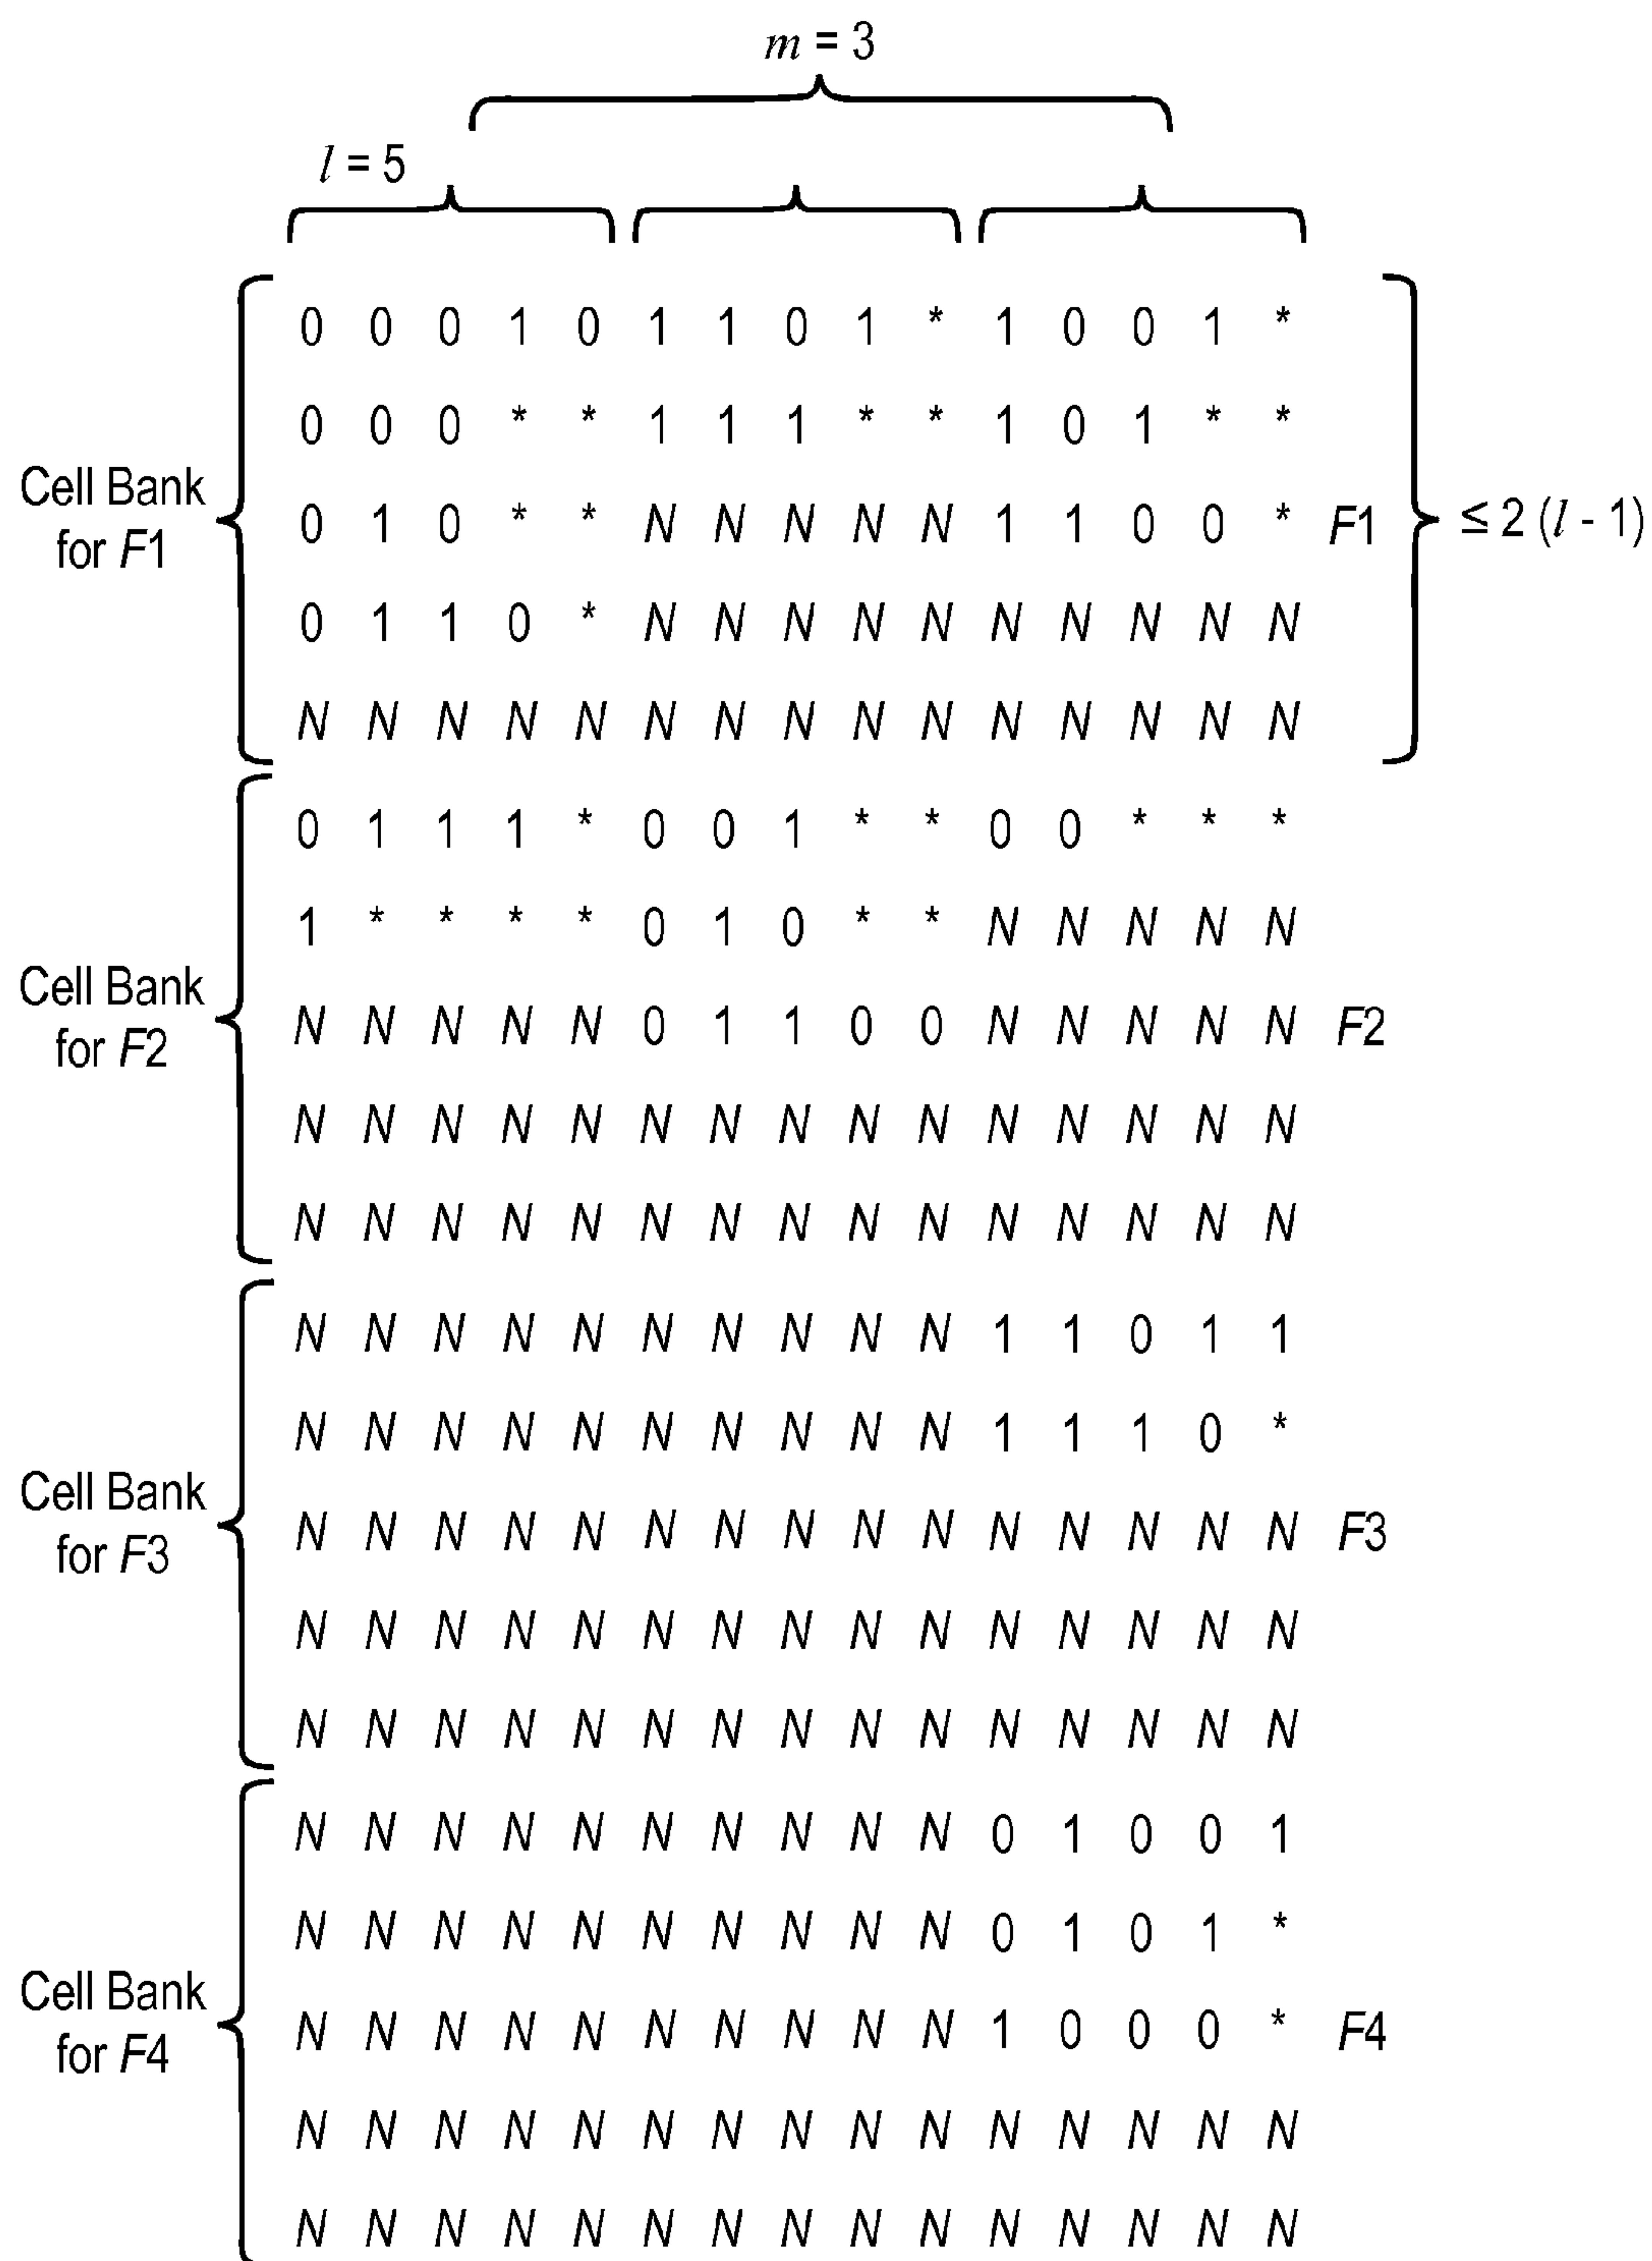 m = 3
l = 5
0 0 0 1 0 1 1 0 1 * 1 0 0 1 *
0 0 0 * * 1 1 1 * * 1 0 1 * *
Cell Bank for F1
0 1 0 * * N N N N N 1 1 0 0 * F1 ≤ 2 (l - 1)
0 1 1 0 * N N N N N N N N N N
N N N N N N N N N N N N N N N
0 1 1 1 * 0 0 1 * * 0 0 * * *
1 * * * * 0 1 0 * * N N N N N
Cell Bank for F2
N N N N N 0 1 1 0 0 N N N N N F2
N N N N N N N N N N N N N N N
N N N N N N N N N N N N N N N
N N N N N N N N N N 1 1 0 1 1
N N N N N N N N N N 1 1 1 0 *
Cell Bank for F3
N N N N N N N N N N N N N N N F3
N N N N N N N N N N N N N N N
N N N N N N N N N N N N N N N
N N N N N N N N N N 0 1 0 0 1
N N N N N N N N N N 0 1 0 1 *
Cell Bank for F4
N N N N N N N N N N 1 0 0 0 * F4
N N N N N N N N N N N N N N N
N N N N N N N N N N N N N N N